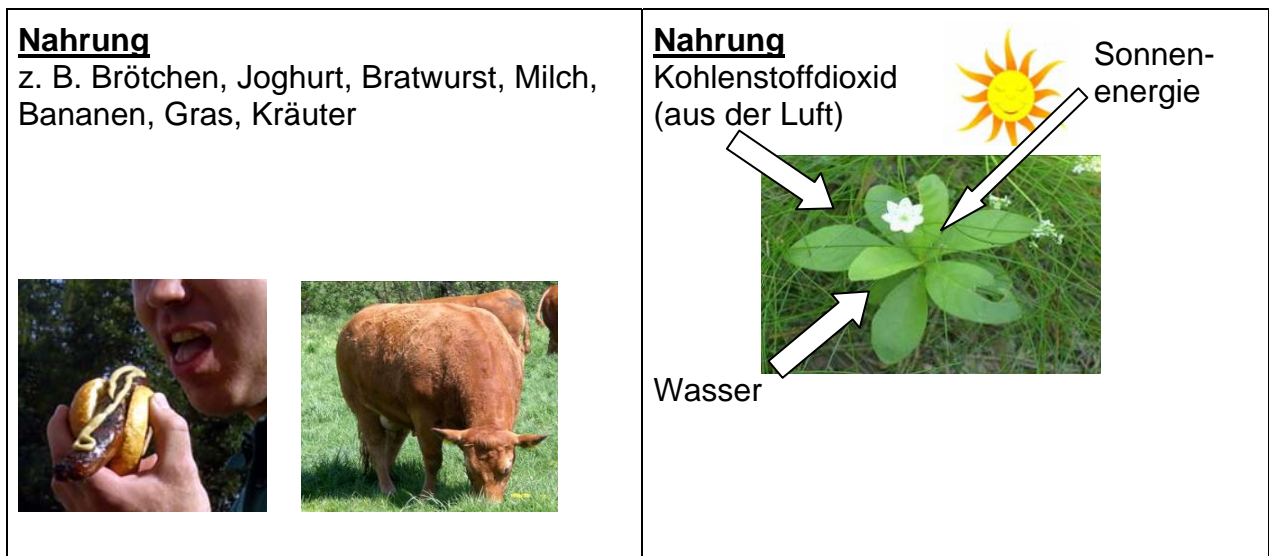 Nahrung
z. B. Brötchen, Joghurt, Bratwurst, Milch,
Bananen, Gras, Kräuter
Nahrung
Kohlenstoffdioxid
(aus der Luft)
Sonnen-
energie
Wasser